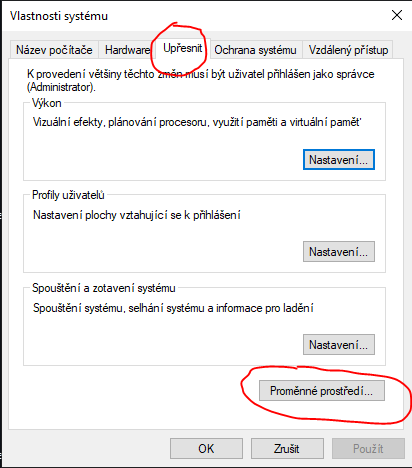 Vlastnosti systému
Název počítače Hardware Upřesnit Ochrana systému Vzdálený přístup
K provedení většiny těchto změn musí být uživatel přihlášen jako správce
(Administrator).
Výkon
Vizuální efekty, plánování procesoru, využití paměti a virtuální paměť
Nastavení...
Profily uživatelů
Nastavení plochy vztahující se k přihlášení
Nastavení...
Spouštění a zotavení systému
Spouštění systému, selhání systému a informace pro ladění
Nastavení...
Proměnné prostředí...
OK Zrušit Použít